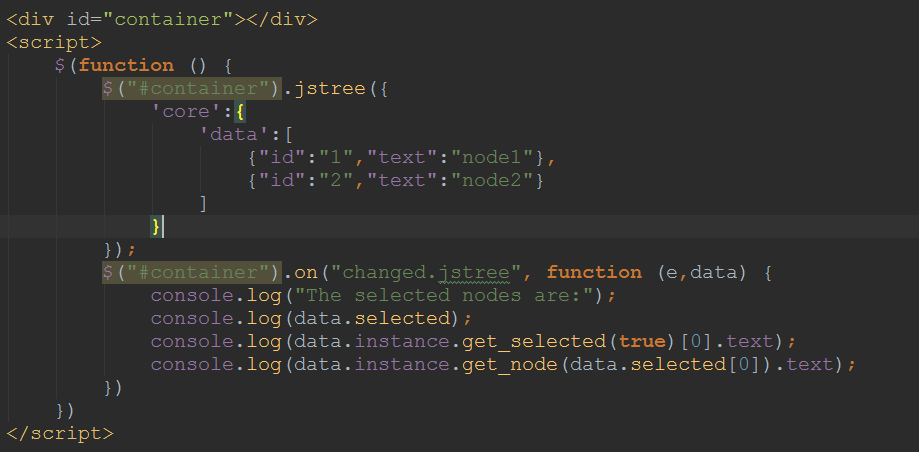 <div id="container"></div>
<script>
$(function () {
$("#container").jstree({
'core':{
'data':[
{"id":"1","text":"node1"},
{"id":"2","text":"node2"}
]
}
});
$("#container").on("changed.jstree", function (e,data) {
console.log("The selected nodes are:");
console.log(data.selected);
console.log(data.instance.get_selected(true)[0].text);
console.log(data.instance.get_node(data.selected[0]).text);
})
})
</script>